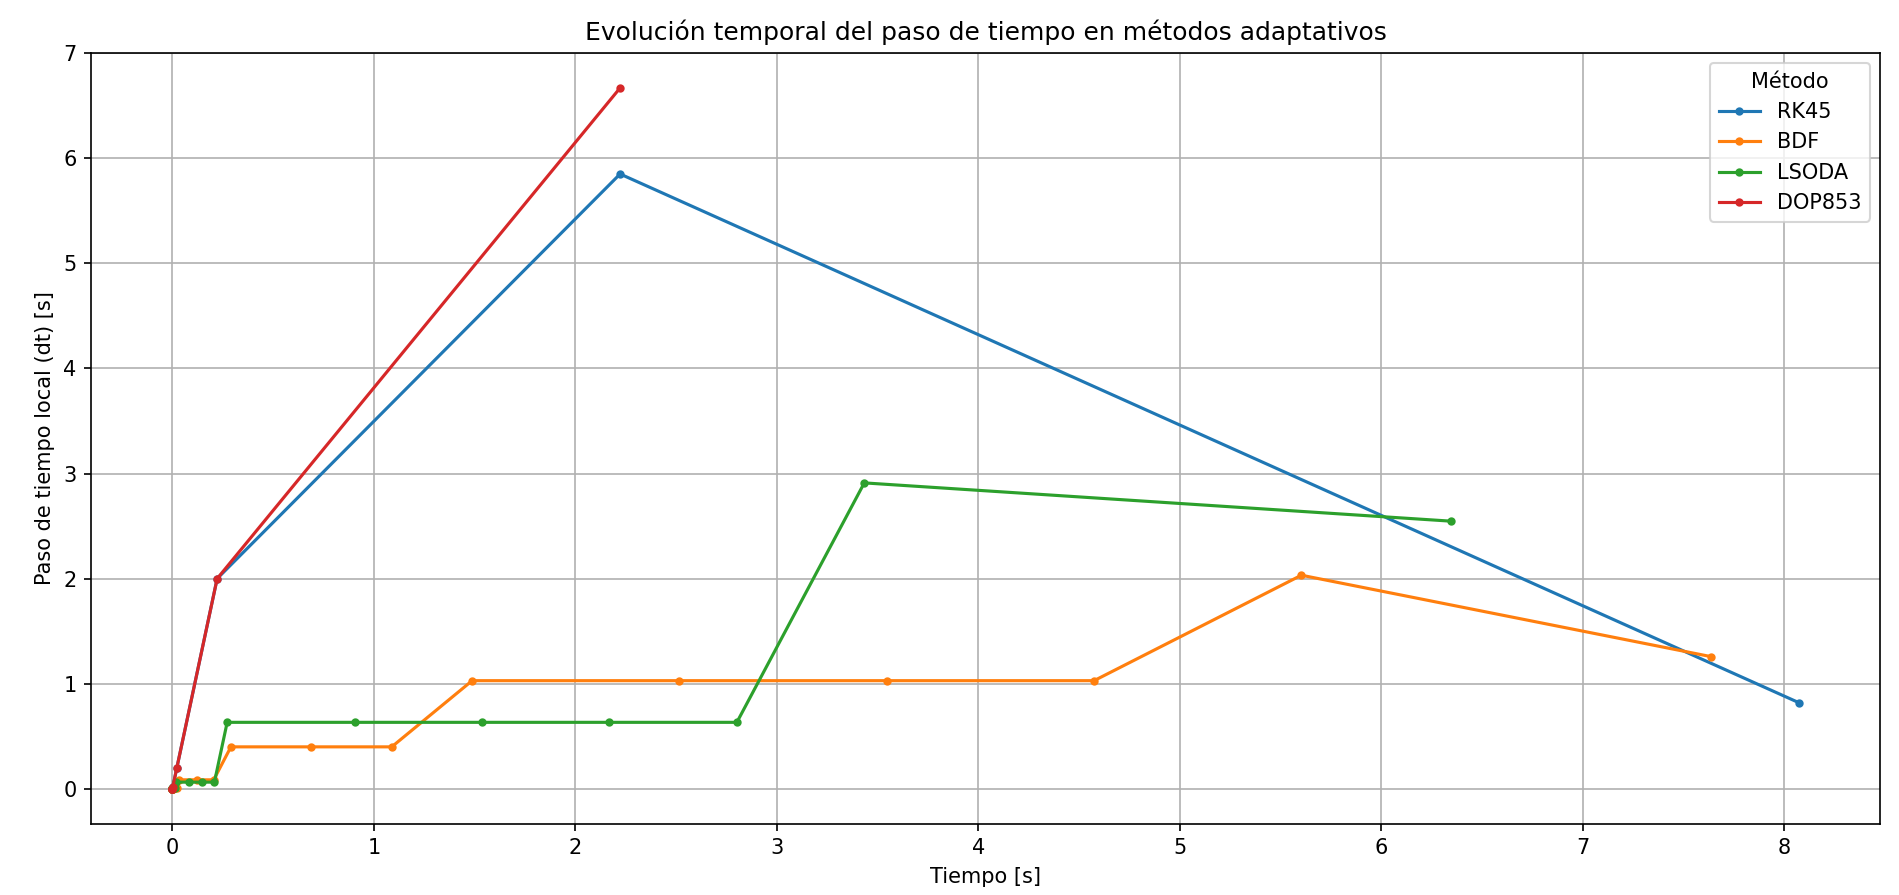 Evolución temporal del paso de tiempo en métodos adaptativos
Paso de tiempo local (dt) [s]
7
6
5
4
3
2
1
0
0 1 2 3 4 5 6 7 8
Tiempo [s]
Método
RK45
BDF
LSODA
DOP853